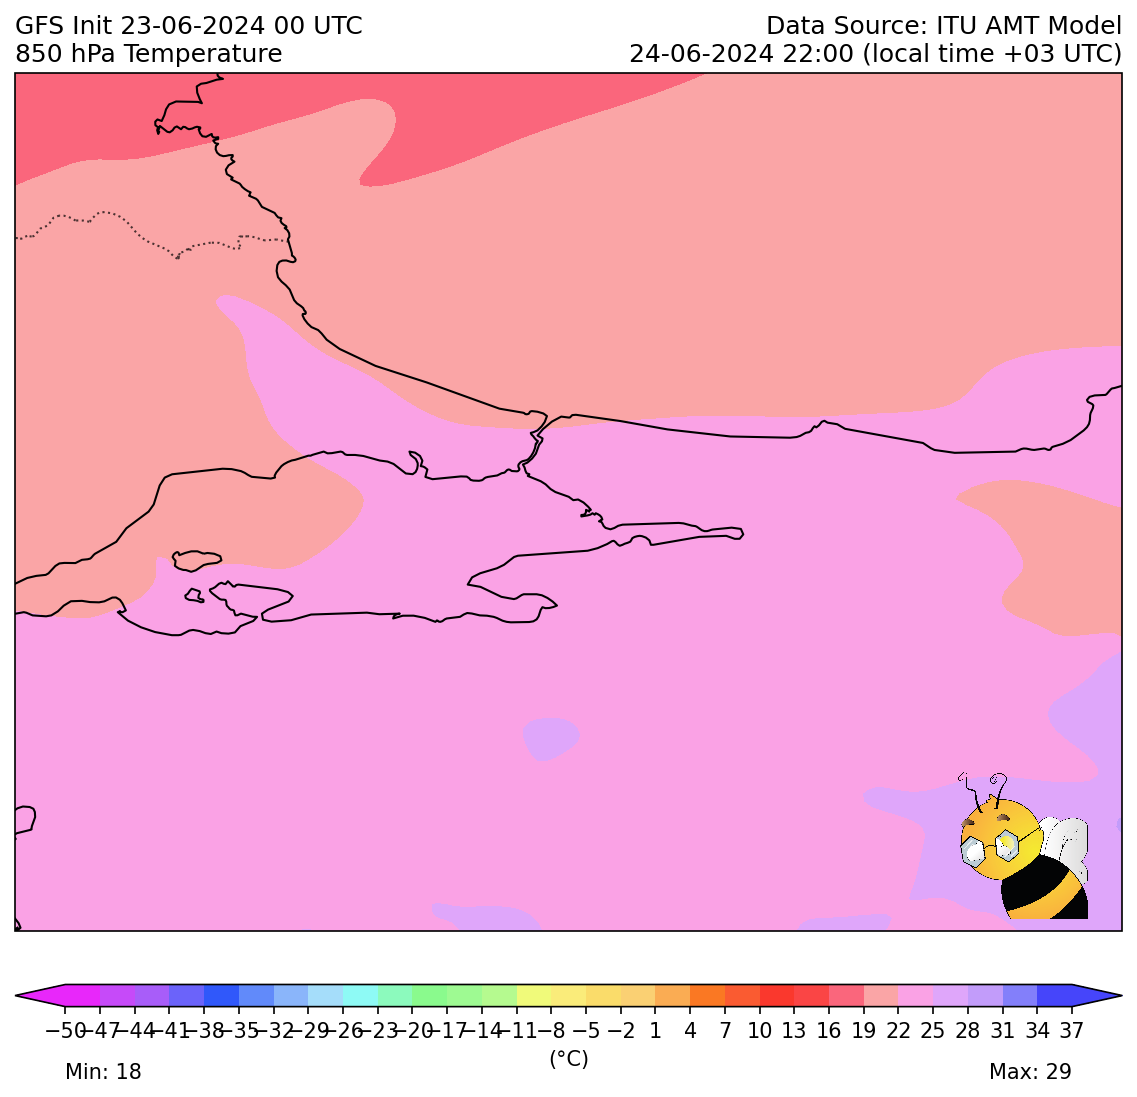 GFS Init 23-06-2024 00 UTC
Data Source: ITU AMT Model
850 hPa Temperature
24-06-2024 22:00 (local time +03 UTC)
−50 −47 −44 −41 −38 −35 −32 −29 −26 −23 −20 −17 −14 −11 −8 −5 −2 1 4 7 10 13 16 19 22 25 28 31 34 37
(°C)
Min: 18
Max: 29